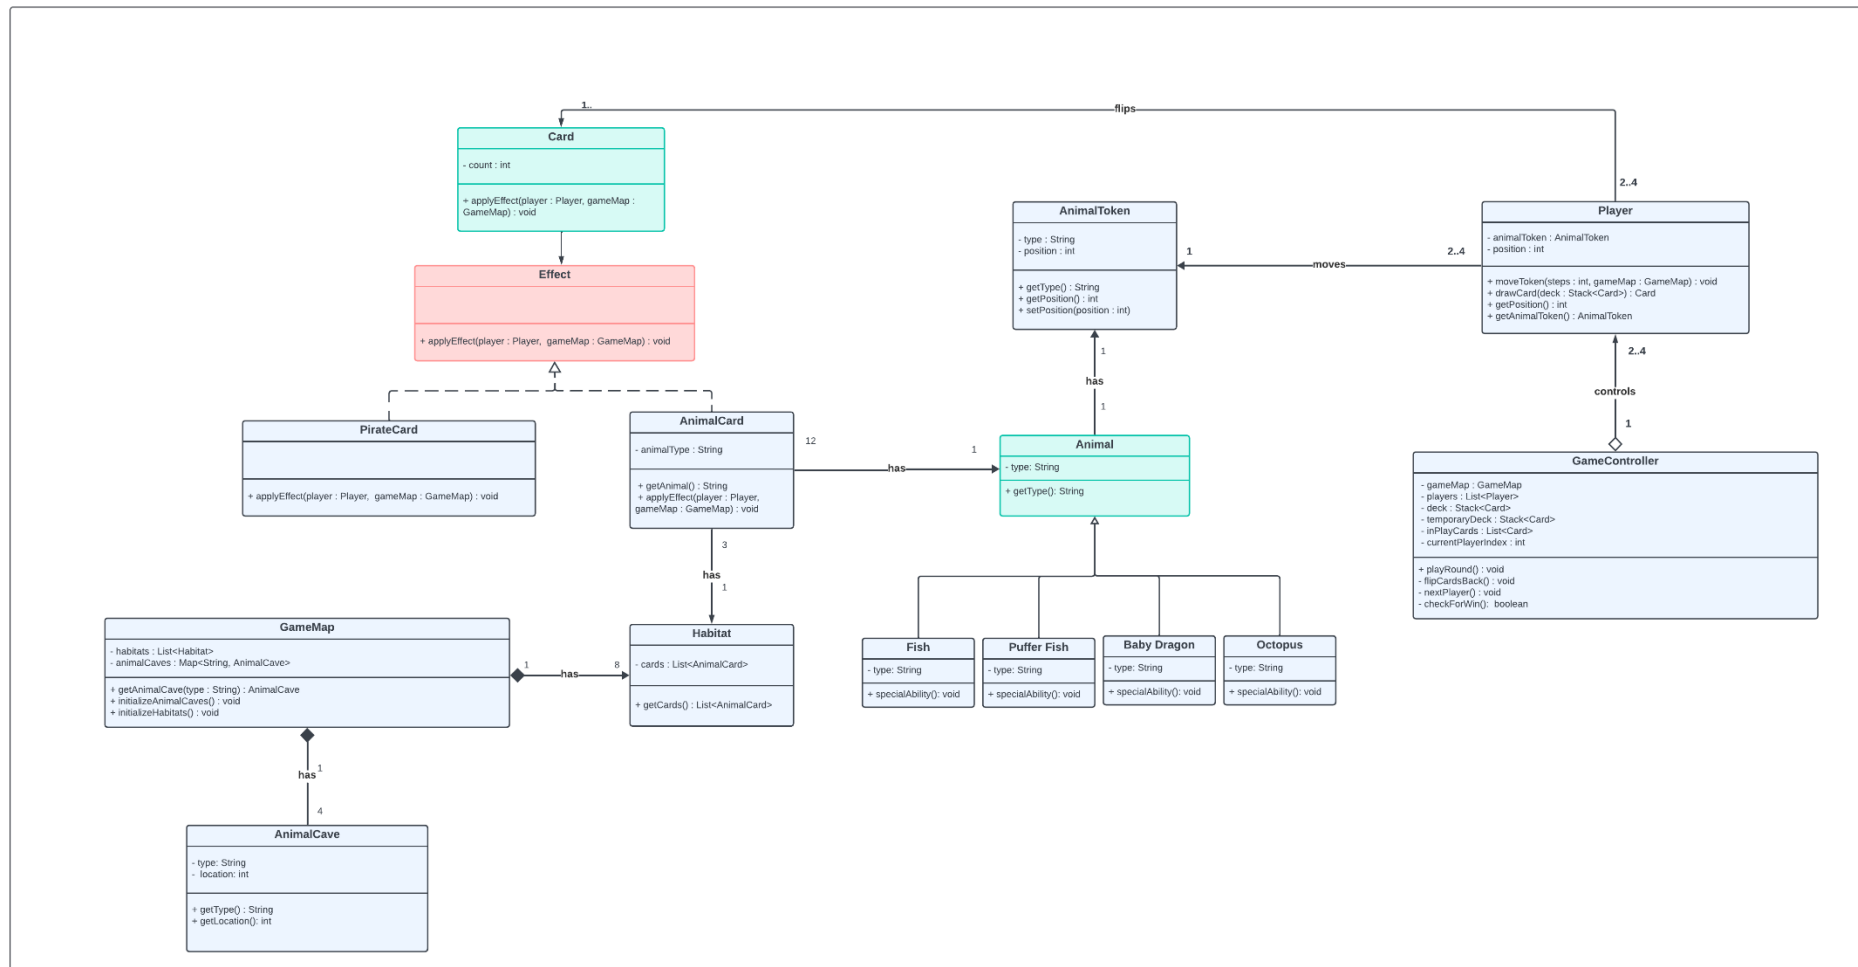 1..
flips
Card
- count : int
+ applyEffect(player : Player, gameMap :
GameMap) : void
2..4
AnimalToken
- type : String
- position : int
+ getType() : String
+ getPosition() : int
+ setPosition(position : int)
1
moves
2..4
Player
- animalToken : AnimalToken
- position : int
+ moveToken(steps : int, gameMap : GameMap) : void
+ drawCard(deck : Stack<Card>) : Card
+ getPosition() : int
+ getAnimalToken() : AnimalToken
Effect
+ applyEffect(player : Player,  gameMap : GameMap) : void
1
has
1
2..4
controls
1
PirateCard
+ applyEffect(player : Player,  gameMap : GameMap) : void
AnimalCard
- animalType : String
+ getAnimal() : String
+ applyEffect(player : Player,
gameMap : GameMap) : void
12
has
1
Animal
- type: String
+ getType(): String
GameController
- gameMap : GameMap
- players : List<Player>
- deck : Stack<Card>
- temporaryDeck : Stack<Card>
- inPlayCards : List<Card>
- currentPlayerIndex : int
+ playRound() : void
- flipCardsBack() : void
- nextPlayer() : void
- checkForWin():  boolean
3
has
1
GameMap
- habitats : List<Habitat>
- animalCaves : Map<String, AnimalCave>
+ getAnimalCave(type : String) : AnimalCave
+ initializeAnimalCaves() : void
+ initializeHabitats() : void
1
has
8
Habitat
- cards : List<AnimalCard>
+ getCards() : List<AnimalCard>
Fish
- type: String
+ specialAbility(): void
Puffer Fish
- type: String
+ specialAbility(): void
Baby Dragon
- type: String
+ specialAbility(): void
Octopus
- type: String
+ specialAbility(): void
1
has
4
AnimalCave
- type: String
-  location: int
+ getType() : String
+ getLocation(): int